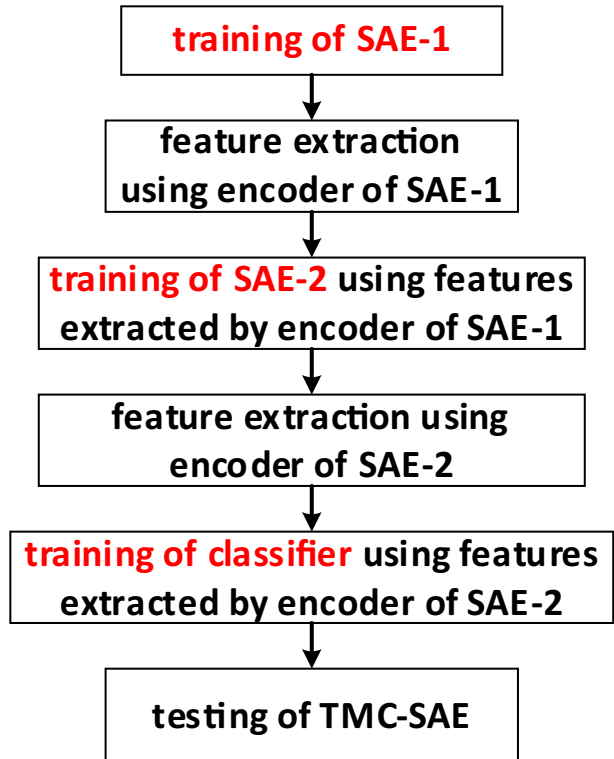 training of SAE-1
feature extraction
using encoder of SAE-1
training of SAE-2 using features
extracted by encoder of SAE-1
feature extraction using
encoder of SAE-2
training of classifier using features
extracted by encoder of SAE-2
testing of TMC-SAE